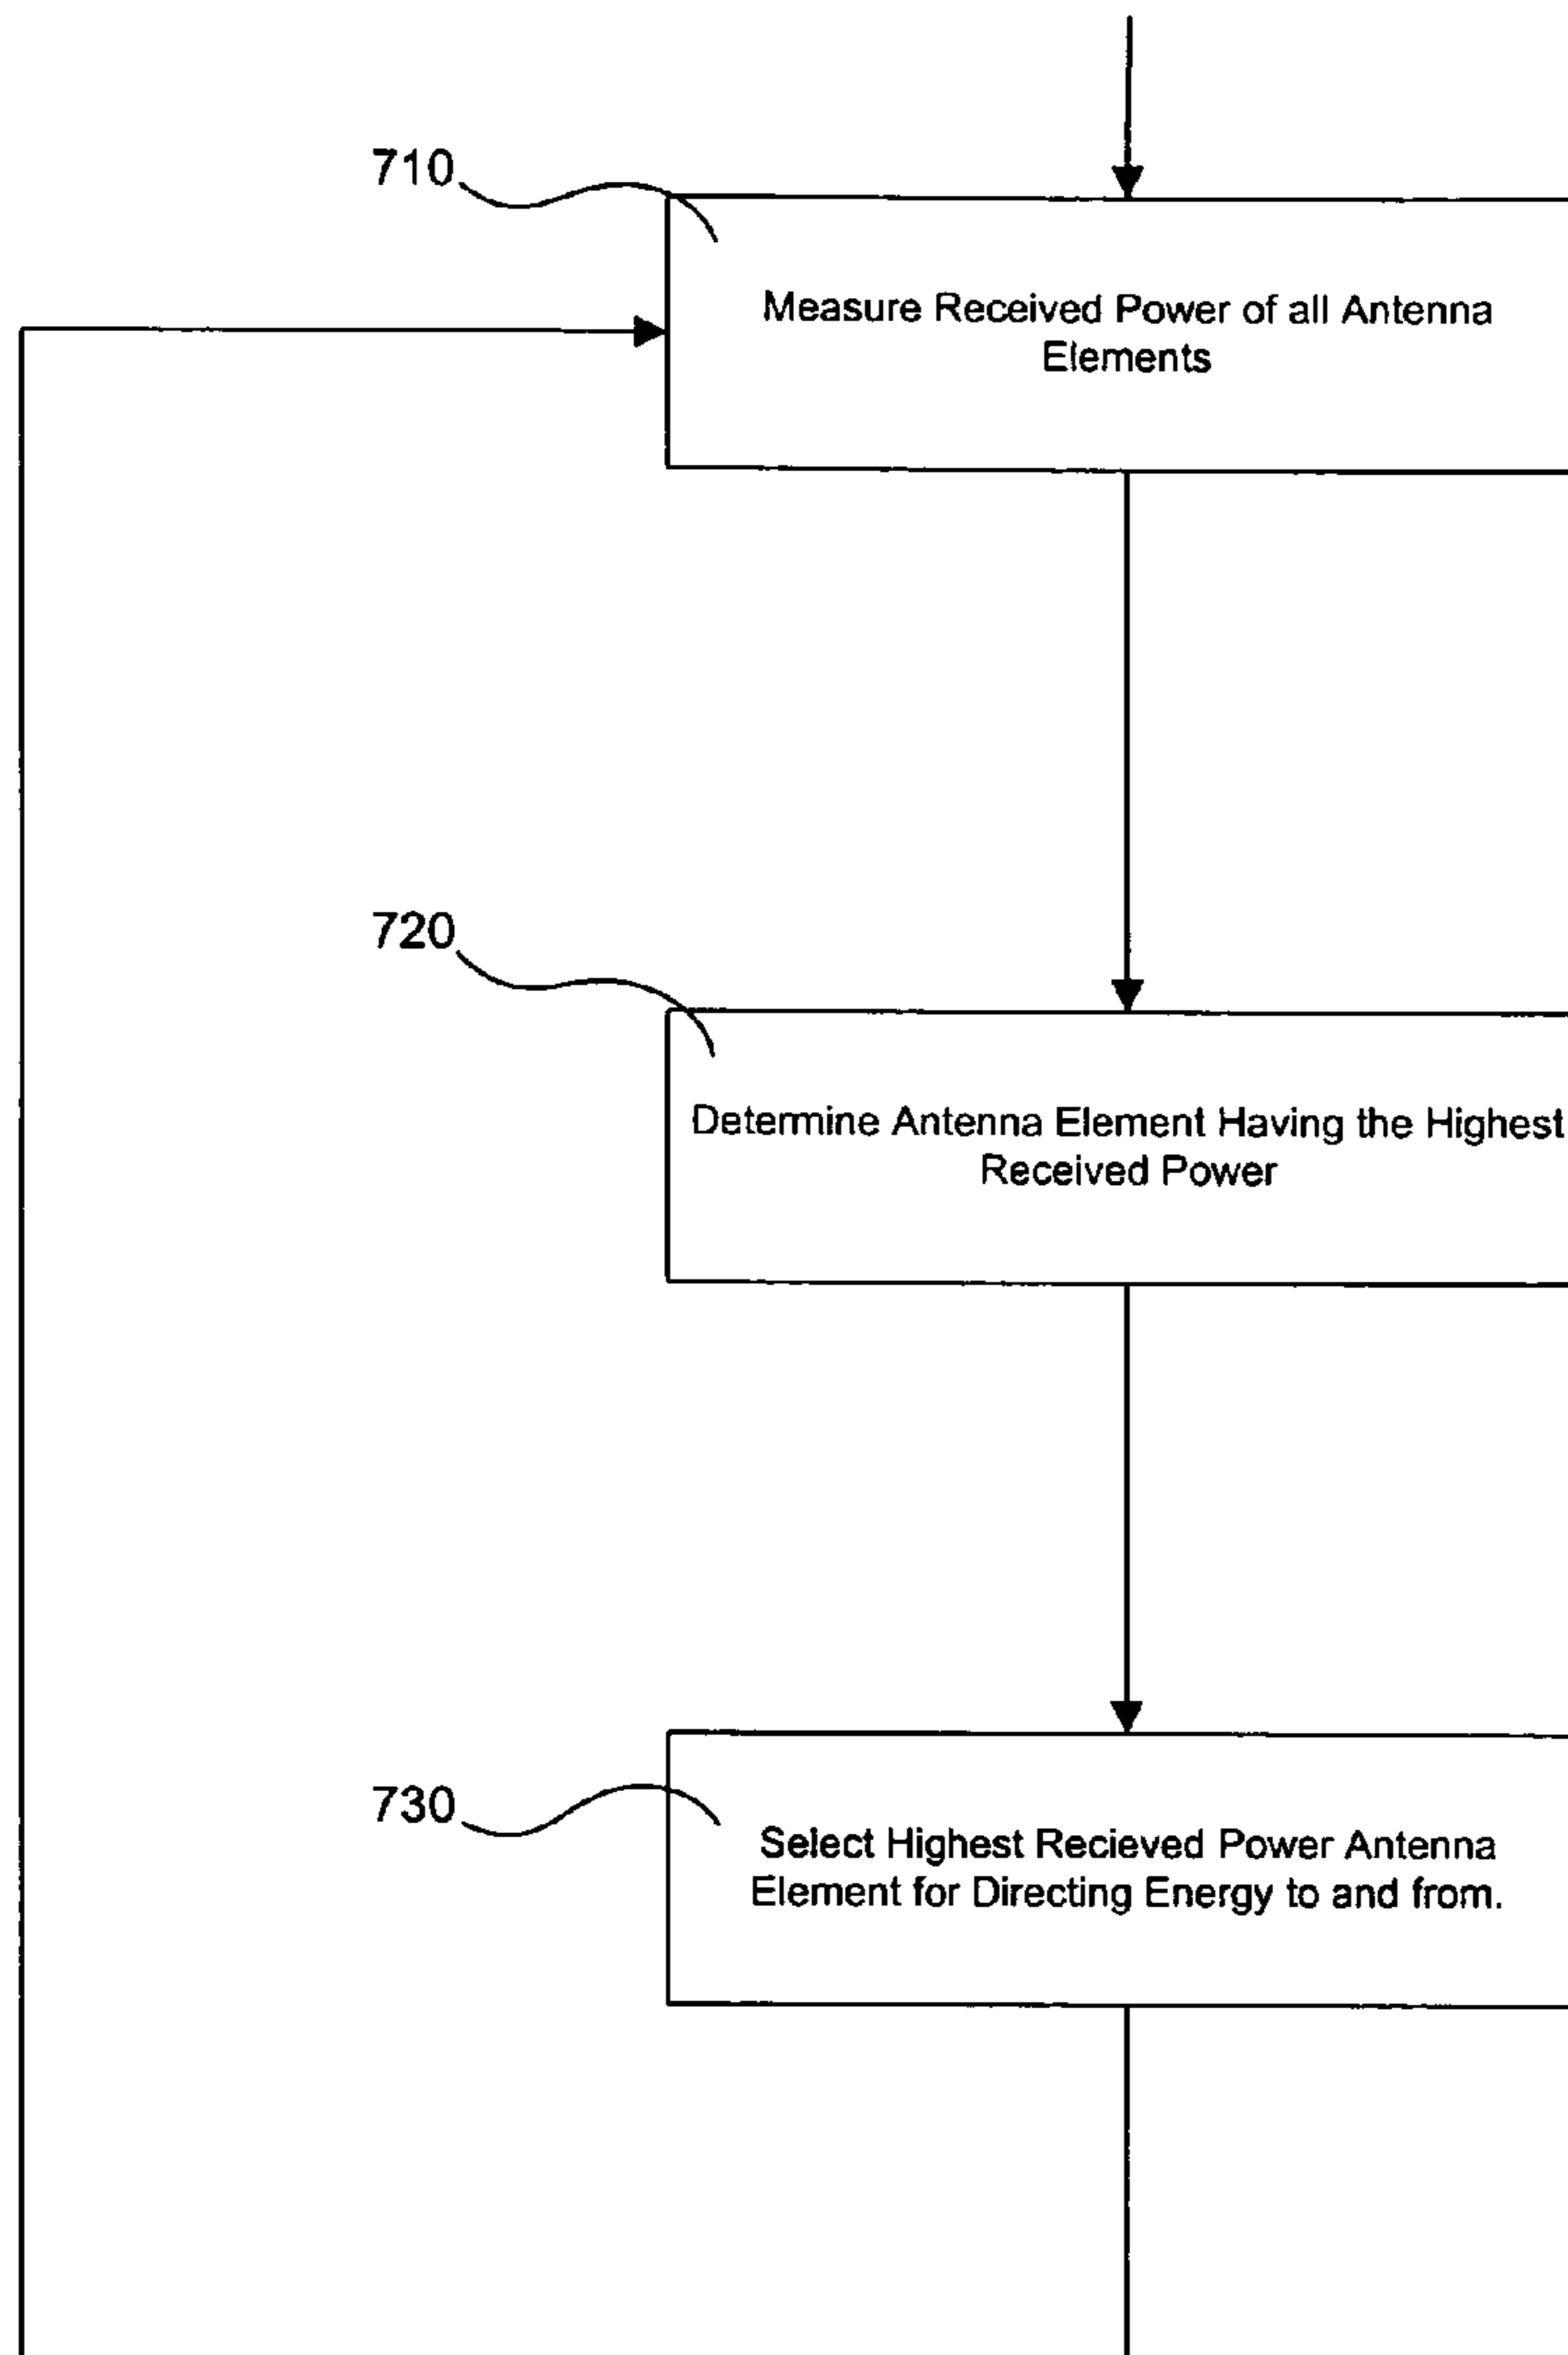 710
Measure Received Power of all Antenna
Elements
720
Determine Antenna Element Having the Highest
Received Power
730
Select Highest Recieved Power Antenna
Element for Directing Energy to and from.